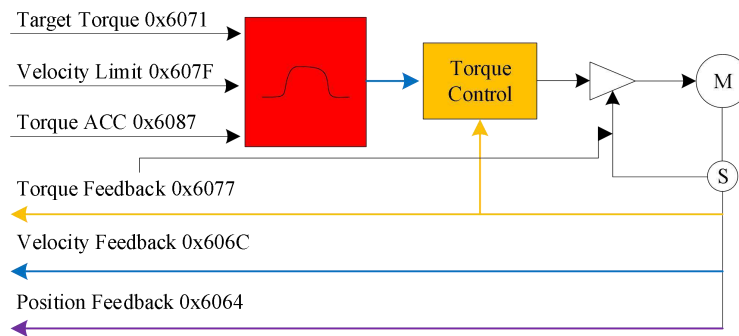 Target Torque 0x6071
Velocity Limit 0x607F
Torque ACC 0x6087
Torque
Control
M
S
Torque Feedback 0x6077
Velocity Feedback 0x606C
Position Feedback 0x6064